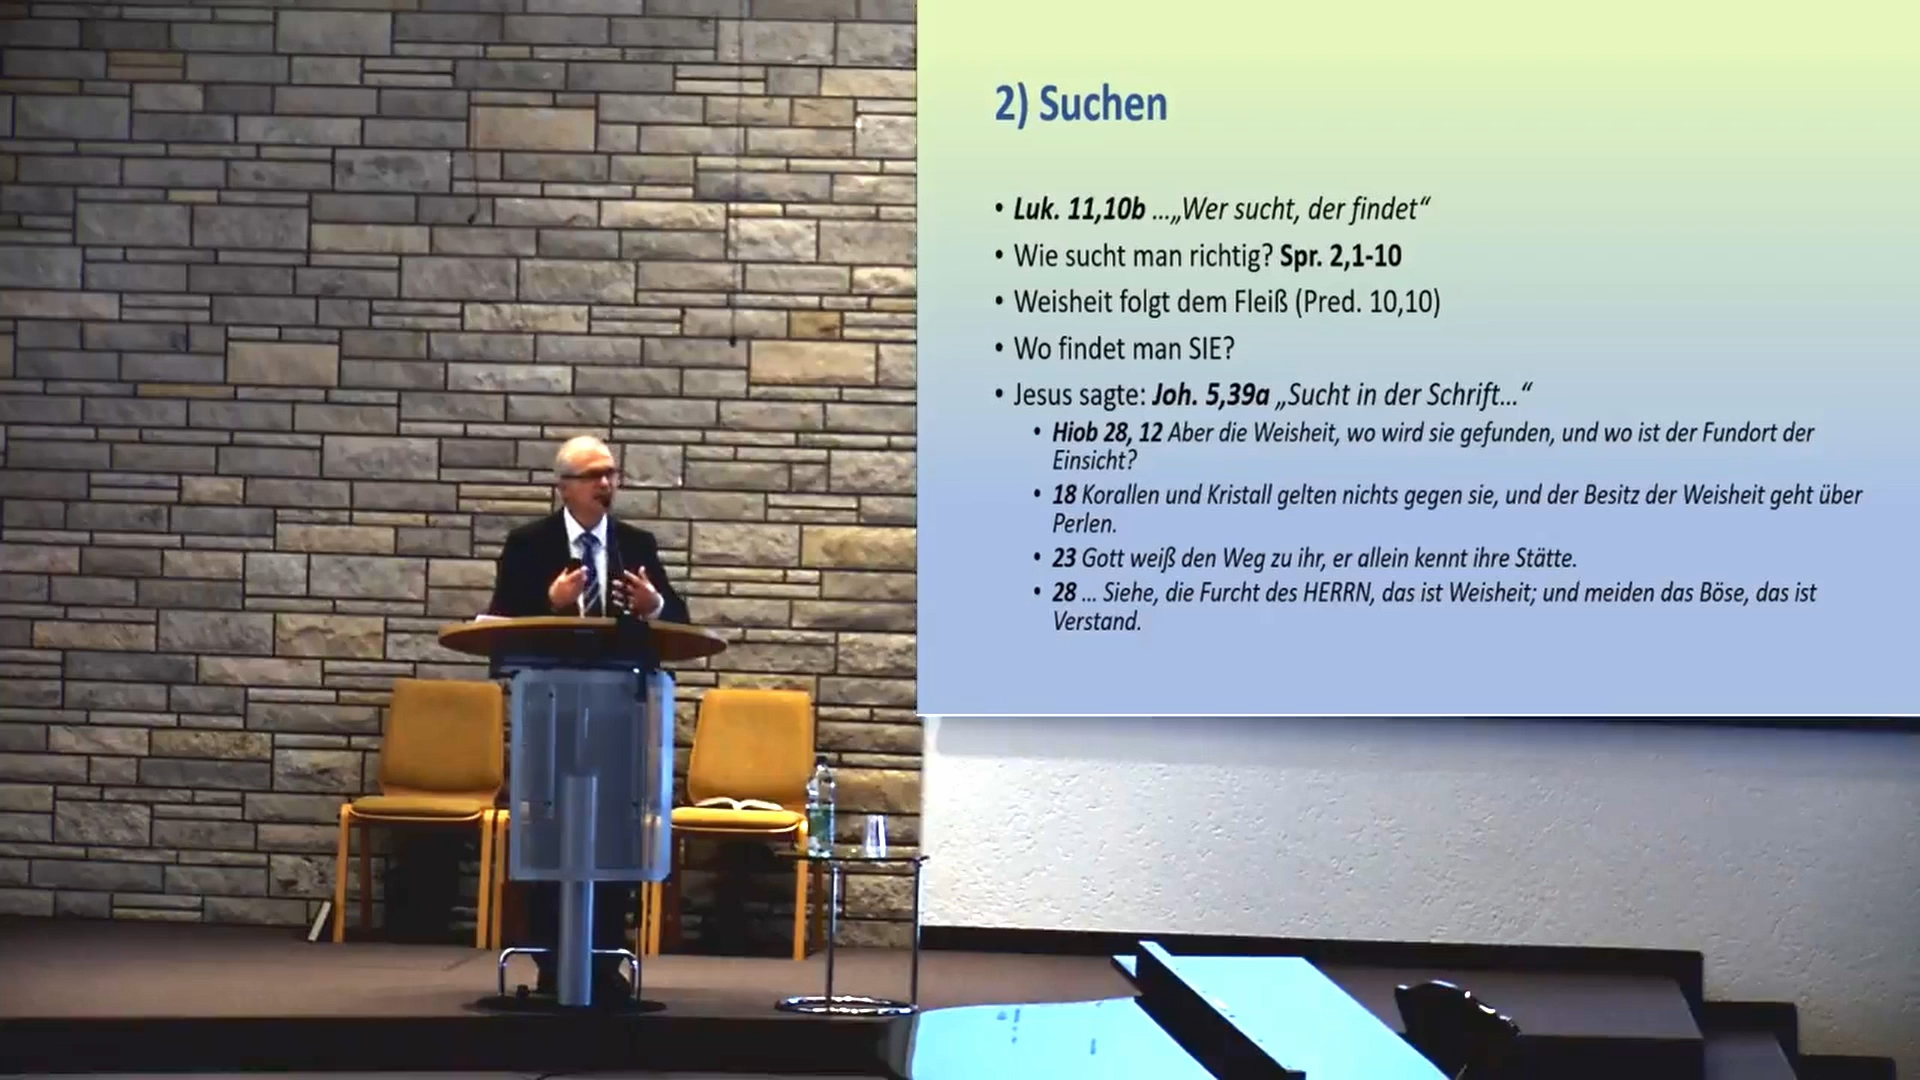 2) Suchen
• Luk. 11,10b ...„Wer sucht, der findet“
• Wie sucht man richtig? Spr. 2,1-10
• Weisheit folgt dem Fleiß (Pred. 10,10)
• Wo findet man SIE?
• Jesus sagte: Joh. 5,39a „Sucht in der Schrift...“
• Hiob 28, 12 Aber die Weisheit, wo wird sie gefunden, und wo ist der Fundort der
Einsicht?
• 18 Korallen und Kristall gelten nichts gegen sie, und der Besitz der Weisheit geht über
Perlen.
• 23 Gott weiß den Weg zu ihr, er allein kennt ihre Stätte.
• 28 ... Siehe, die Furcht des HERRN, das ist Weisheit; und meiden das Böse, das ist
Verstand.